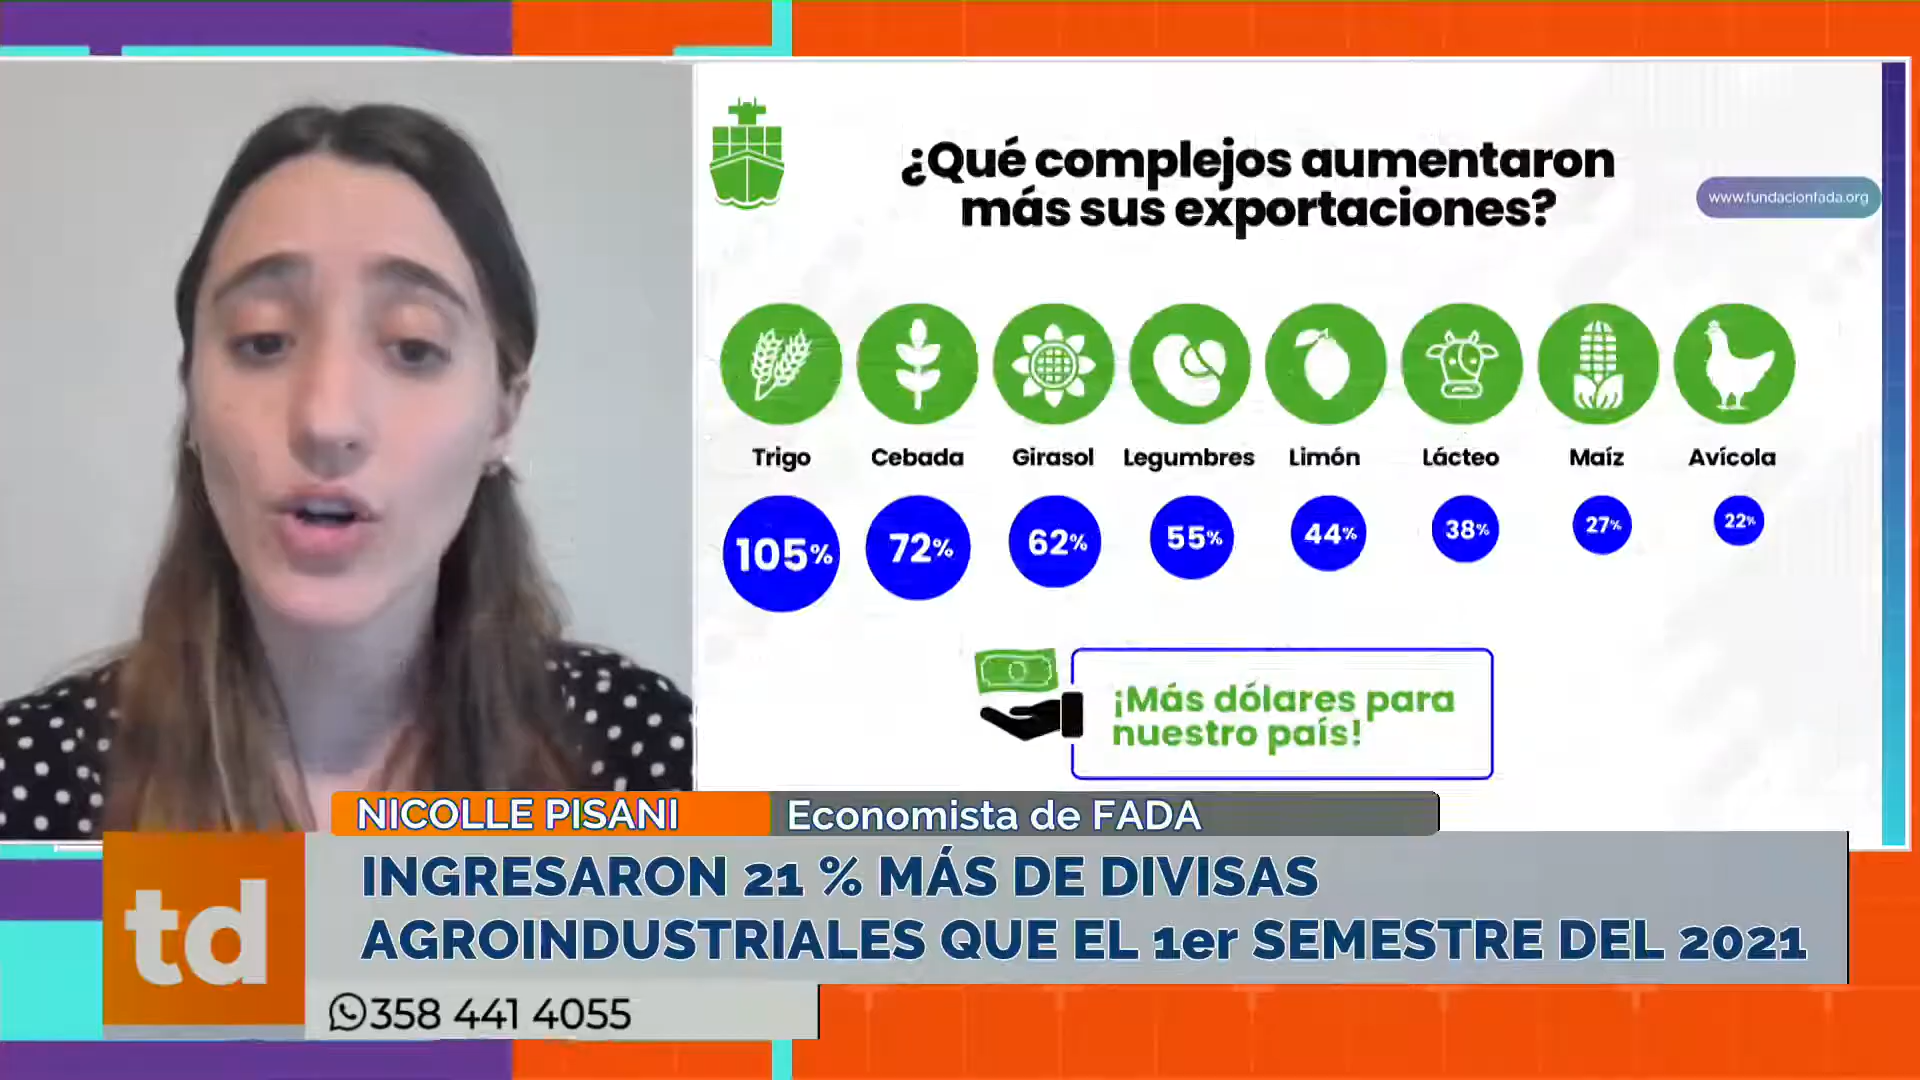 ¿Qué complejos aumentaron
más sus exportaciones?
www.fundacionfada.org
Trigo Cebada Girasol Legumbres Limón Lácteo Maíz Avícola
105% 72% 62% 55% 44% 38% 27% 22%
¡Más dólares para
nuestro país!
NICOLLE PISANI Economista de FADA
INGRESARON 21 % MÁS DE DIVISAS
AGROINDUSTRIALES QUE EL 1er SEMESTRE DEL 2021
td
358 441 4055